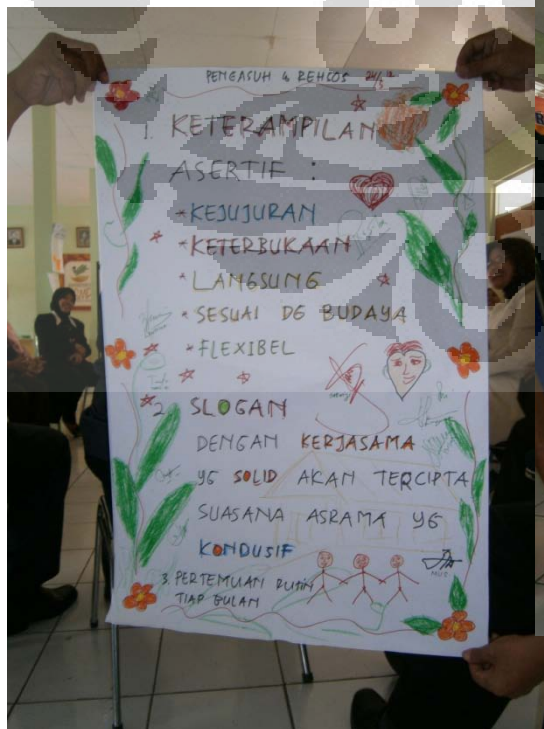 PENGASUH & REHSOS
1. KETERAMPILAN
ASERTIF :
* KEJUJURAN
* KETERBUKAAN
* LANGSUNG
* SESUAI DG BUDAYA
* FLEXIBEL
2. SLOGAN
DENGAN KERJASAMA
YG SOLID AKAN TERCIPTA
SUASANA ASRAMA YG
KONDUSIF
3. PERTEMUAN RUTIN
TIAP BULAN